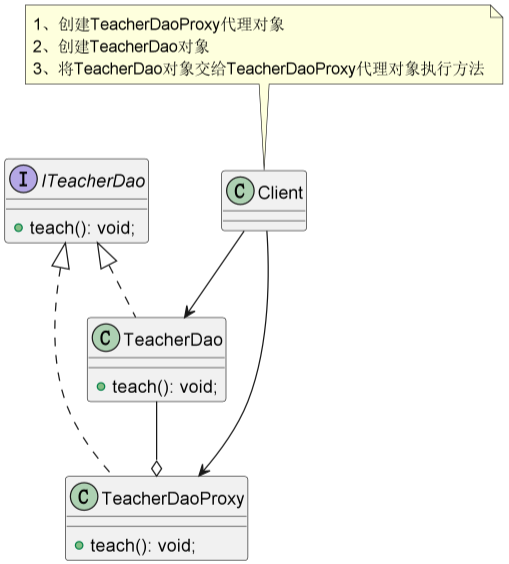 1、创建TeacherDaoProxy代理对象
2、创建TeacherDao对象
3、将TeacherDao对象交给TeacherDaoProxy代理对象执行方法
I ITeacherDao
teach(): void;
C Client
C TeacherDao
teach(): void;
C TeacherDaoProxy
teach(): void;